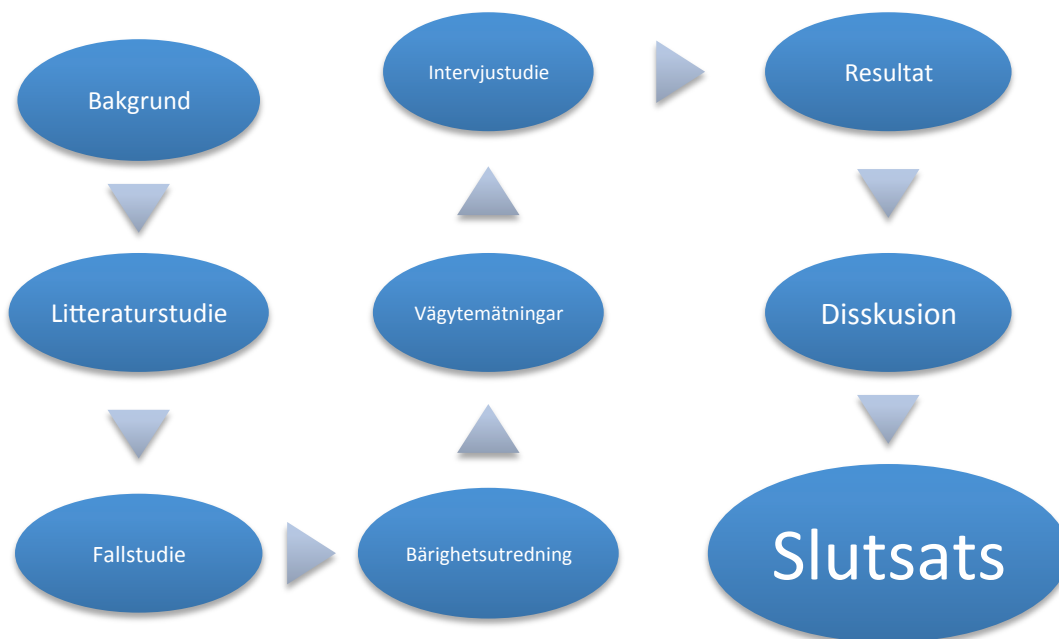 Bakgrund
Litteraturstudie
Fallstudie
Bärighetsutredning
Vägytemätningar
Intervjustudie
Resultat
Disskusion
Slutsats